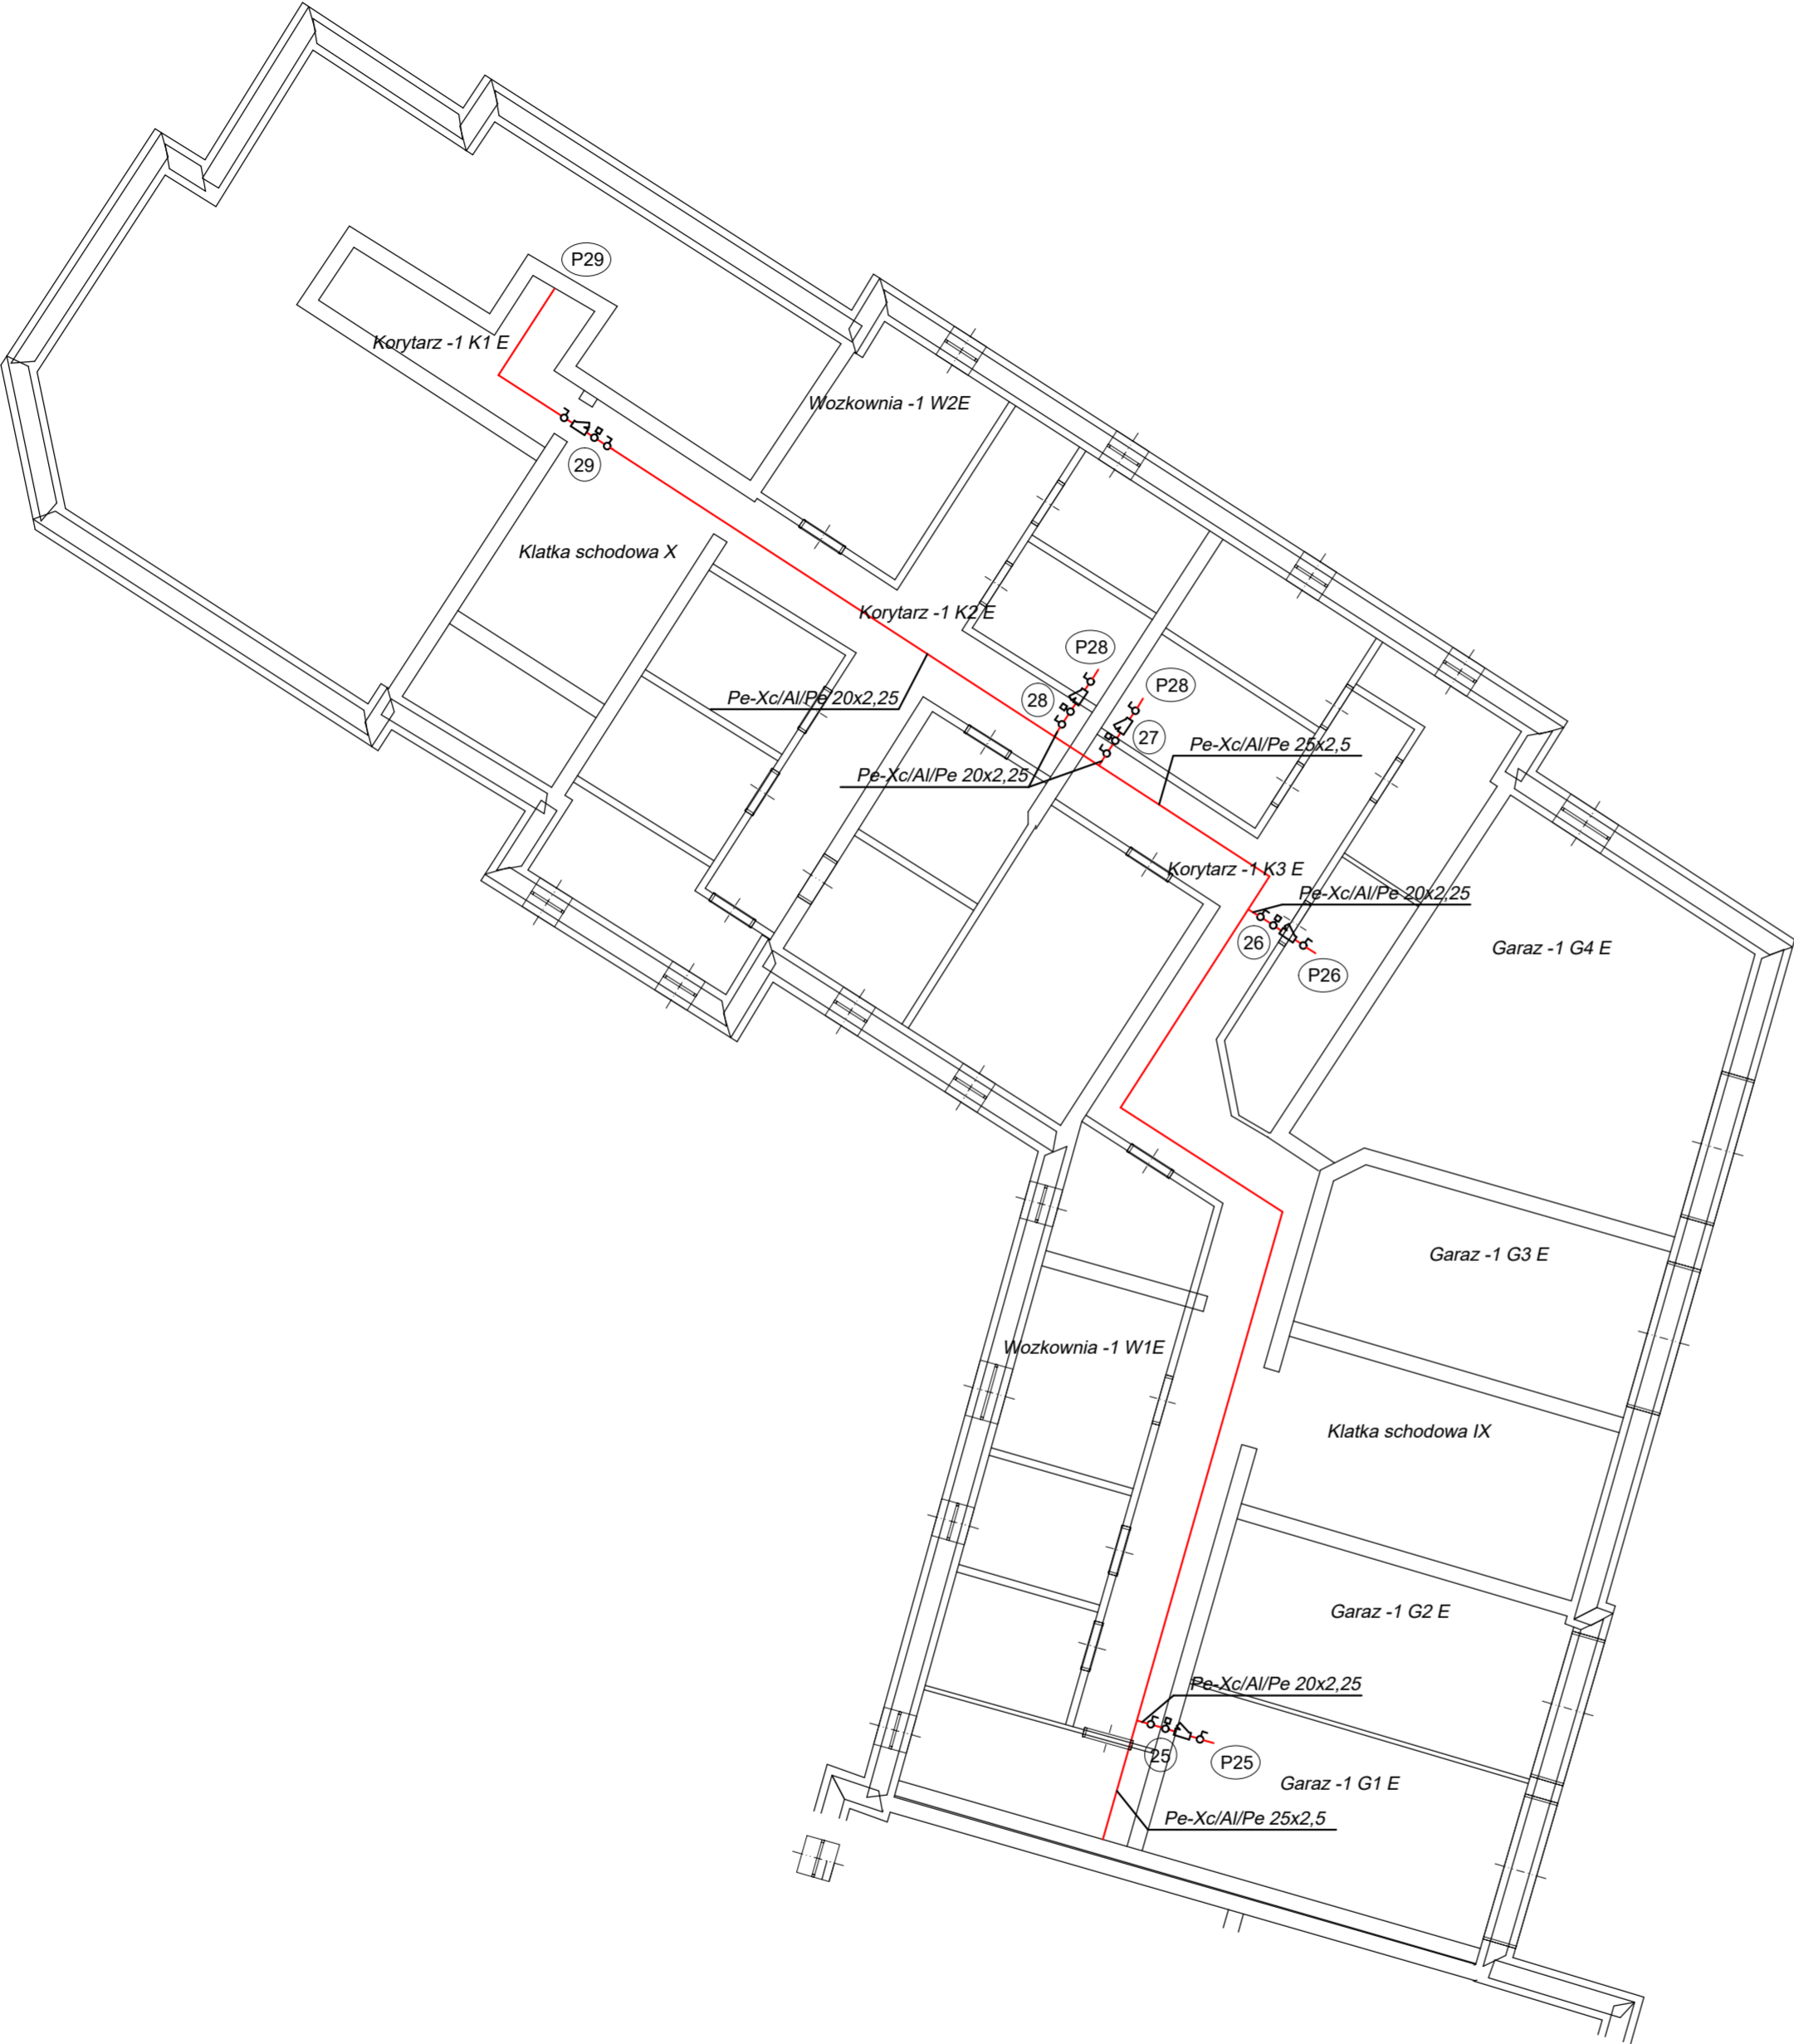 P29
Korytarz -1 K1 E
Wozkownia -1 W2E
29
Klatka schodowa X
Korytarz -1 K2 E
P28
P28
Pe-Xc/Al/Pe 20x2,25
28
27
Pe-Xc/Al/Pe 25x2,5
Pe-Xc/Al/Pe 20x2,25
Korytarz -1 K3 E
Pe-Xc/Al/Pe 20x2,25
26
Garaz -1 G4 E
P26
Garaz -1 G3 E
Wozkownia -1 W1E
Klatka schodowa IX
Garaz -1 G2 E
Pe-Xc/Al/Pe 20x2,25
25
P25
Garaz -1 G1 E
Pe-Xc/Al/Pe 25x2,5